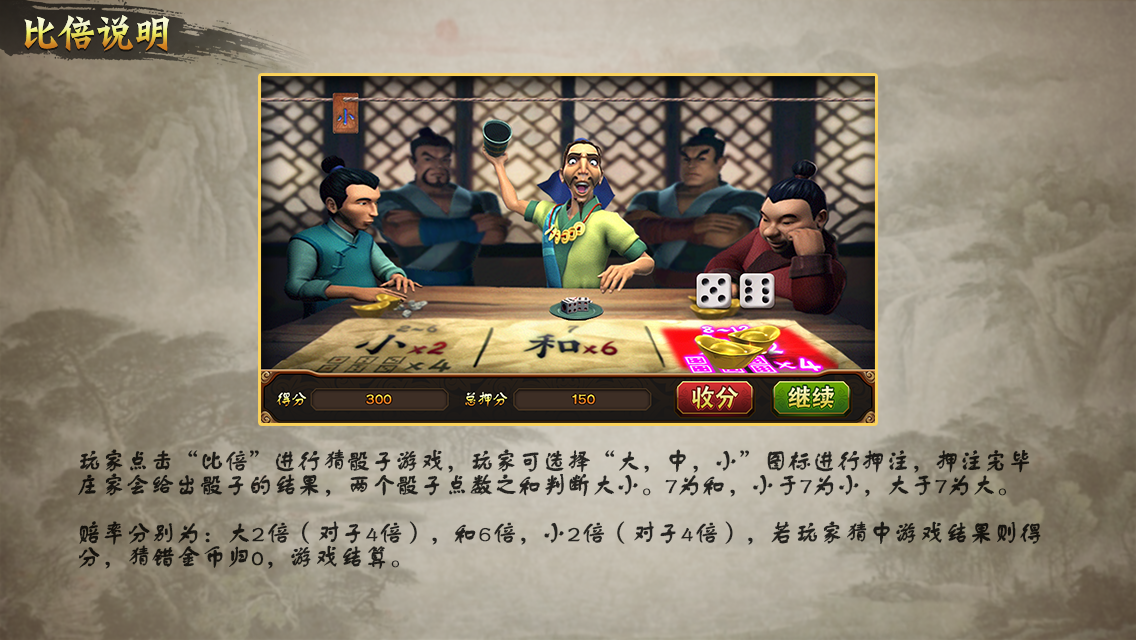 比倍说明
小
2~6
7
8~12
小x2
和x6
2
x4
x4
得分
300
总押分
150
收分
继续
玩家点击“比倍”进行猜骰子游戏，玩家可选择“大，中，小”图标进行押注，押注完毕
庄家会给出骰子的结果，两个骰子点数之和判断大小。7为和，小于7为小，大于7为大。
赔率分别为：大2倍（对子4倍），和6倍，小2倍（对子4倍），若玩家猜中游戏结果则得
分，猜错金币归0，游戏结算。